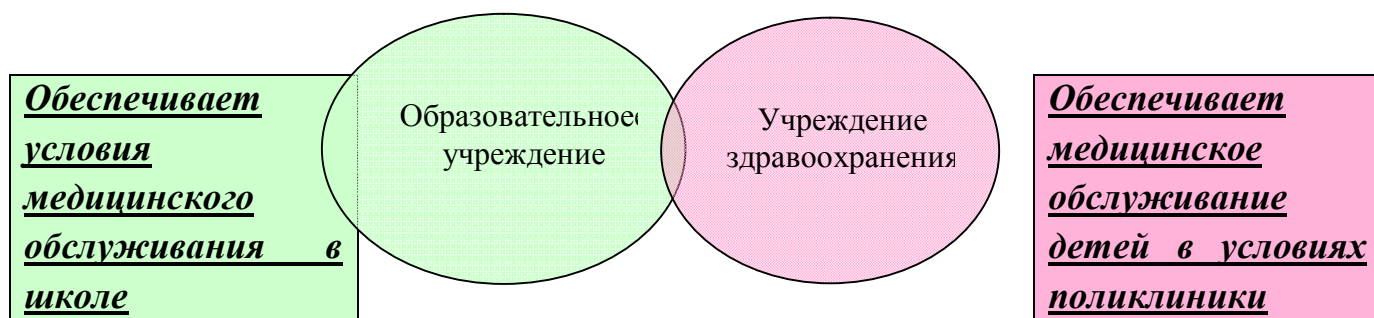 Обеспечивает
условия
медицинского
обслуживания в
школе
Образовательное
учреждение
Учреждение
здравоохранения
Обеспечивает
медицинское
обслуживание
детей в условиях
поликлиники